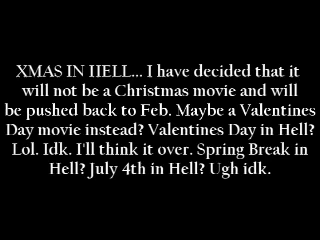 XMAS IN HELL... I have decided that it
will not be a Christmas movie and will
be pushed back to Feb. Maybe a Valentines
Day movie instead? Valentines Day in Hell?
Lol. Idk. I'll think it over. Spring Break in
Hell? July 4th in Hell? Ugh idk.